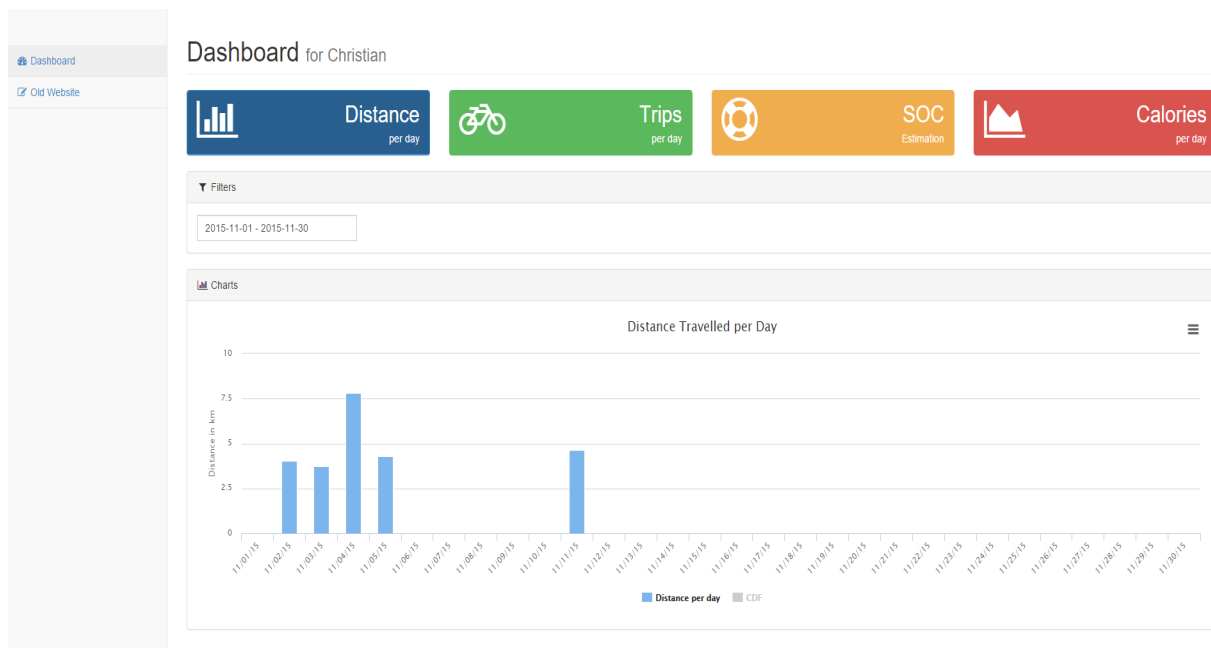 Dashboard
Old Website
Dashboard for Christian
Distance
per day
Trips
per day
SOC
Estimation
Calories
per day
Filters
2015-11-01 - 2015-11-30
Charts
Distance Travelled per Day
Distance in km
10
7.5
5
2.5
0
11/01/15 11/02/15 11/03/15 11/04/15 11/05/15 11/06/15 11/07/15 11/08/15 11/09/15 11/10/15 11/11/15 11/12/15 11/13/15 11/14/15 11/15/15 11/16/15 11/17/15 11/18/15 11/19/15 11/20/15 11/21/15 11/22/15 11/23/15 11/24/15 11/25/15 11/26/15 11/27/15 11/28/15 11/29/15 11/30/15
Distance per day CDF